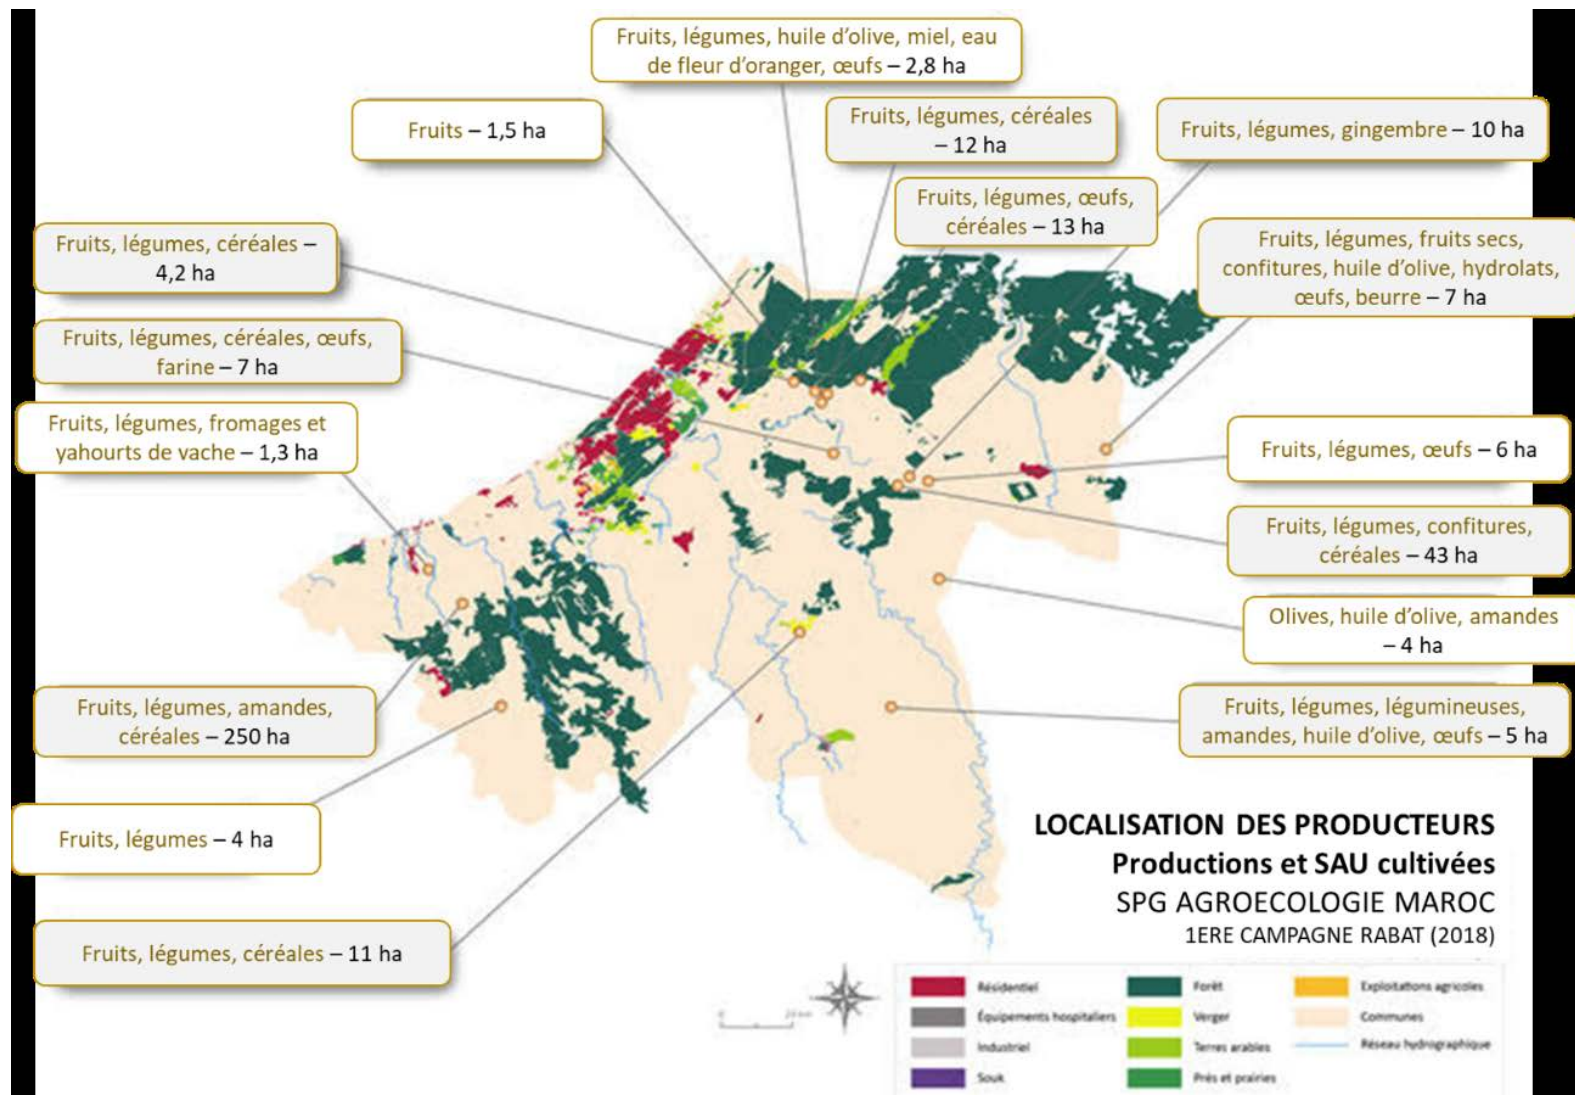 Fruits, légumes, huile d'olive, miel, eau
de fleur d'oranger, œufs – 2,8 ha
Fruits – 1,5 ha
Fruits, légumes, céréales
– 12 ha
Fruits, légumes, gingembre – 10 ha
Fruits, légumes, œufs,
céréales – 13 ha
Fruits, légumes, céréales –
4,2 ha
Fruits, légumes, fruits secs,
confitures, huile d'olive, hydrolats,
œufs, beurre – 7 ha
Fruits, légumes, céréales, œufs,
farine – 7 ha
Fruits, légumes, fromages et
yahourts de vache – 1,3 ha
Fruits, légumes, œufs – 6 ha
Fruits, légumes, confitures,
céréales – 43 ha
Olives, huile d'olive, amandes
– 4 ha
Fruits, légumes, amandes,
céréales – 250 ha
Fruits, légumes, légumineuses,
amandes, huile d'olive, œufs – 5 ha
Fruits, légumes – 4 ha
Fruits, légumes, céréales – 11 ha
LOCALISATION DES PRODUCTEURS
Productions et SAU cultivées
SPG AGROECOLOGIE MAROC
1ERE CAMPAGNE RABAT (2018)
Résidentiel
Équipements hospitaliers
Industriel
Souk
Forêt
Verger
Terres arables
Prés et prairies
Exploitations agricoles
Communes
Réseau hydrographique